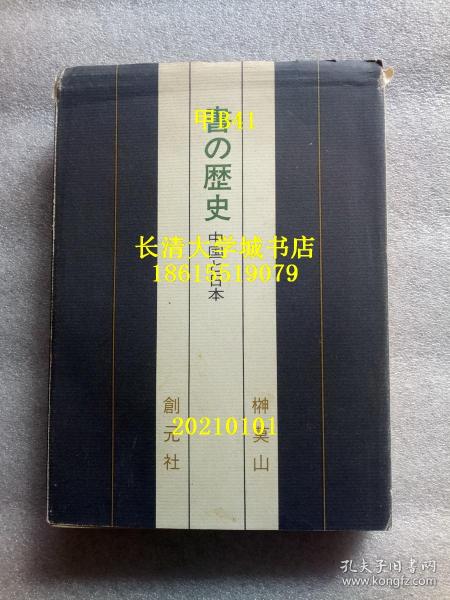 書の歴史
中国と日本
榊莫山
創元社
甲B41
长清大学城书店
18615519079
20210101
孔夫子旧书网
www.kongfz.com